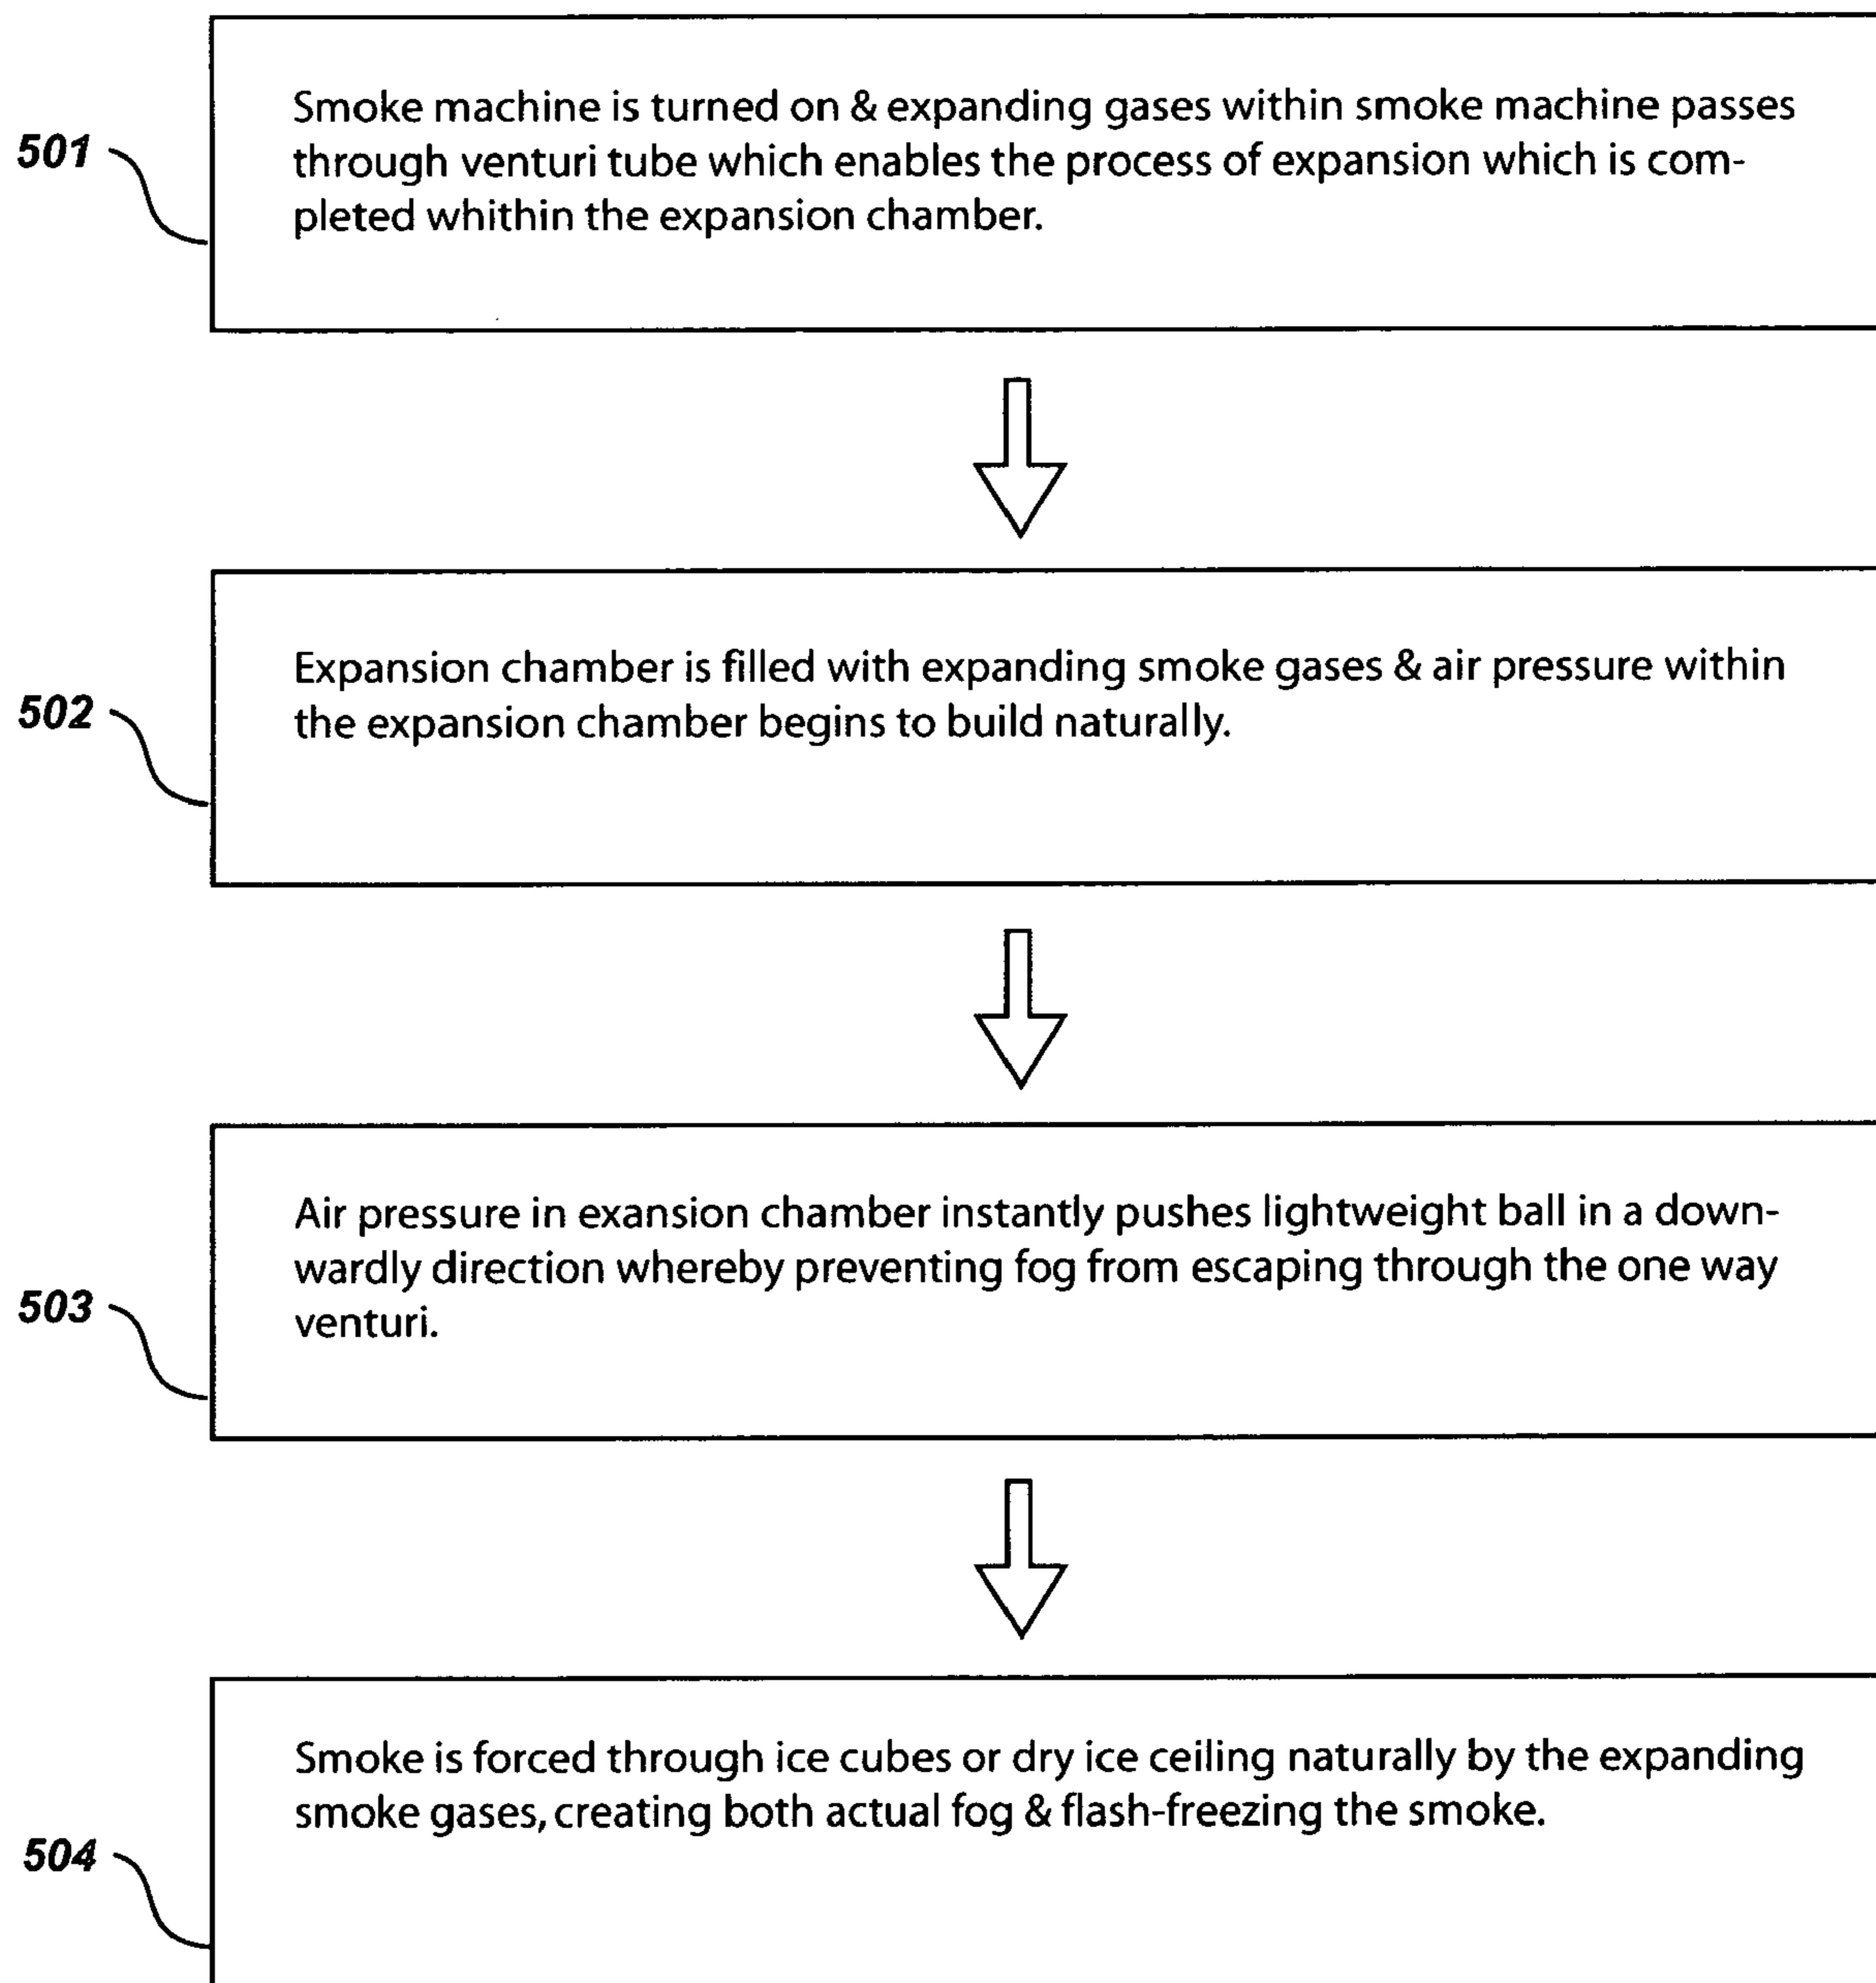 501
Smoke machine is turned on & expanding gases within smoke machine passes
through venturi tube which enables the process of expansion which is com-
pleted whithin the expansion chamber.
502
Expansion chamber is filled with expanding smoke gases & air pressure within
the expansion chamber begins to build naturally.
503
Air pressure in exansion chamber instantly pushes lightweight ball in a down-
wardly direction whereby preventing fog from escaping through the one way
venturi.
504
Smoke is forced through ice cubes or dry ice ceiling naturally by the expanding
smoke gases, creating both actual fog & flash-freezing the smoke.